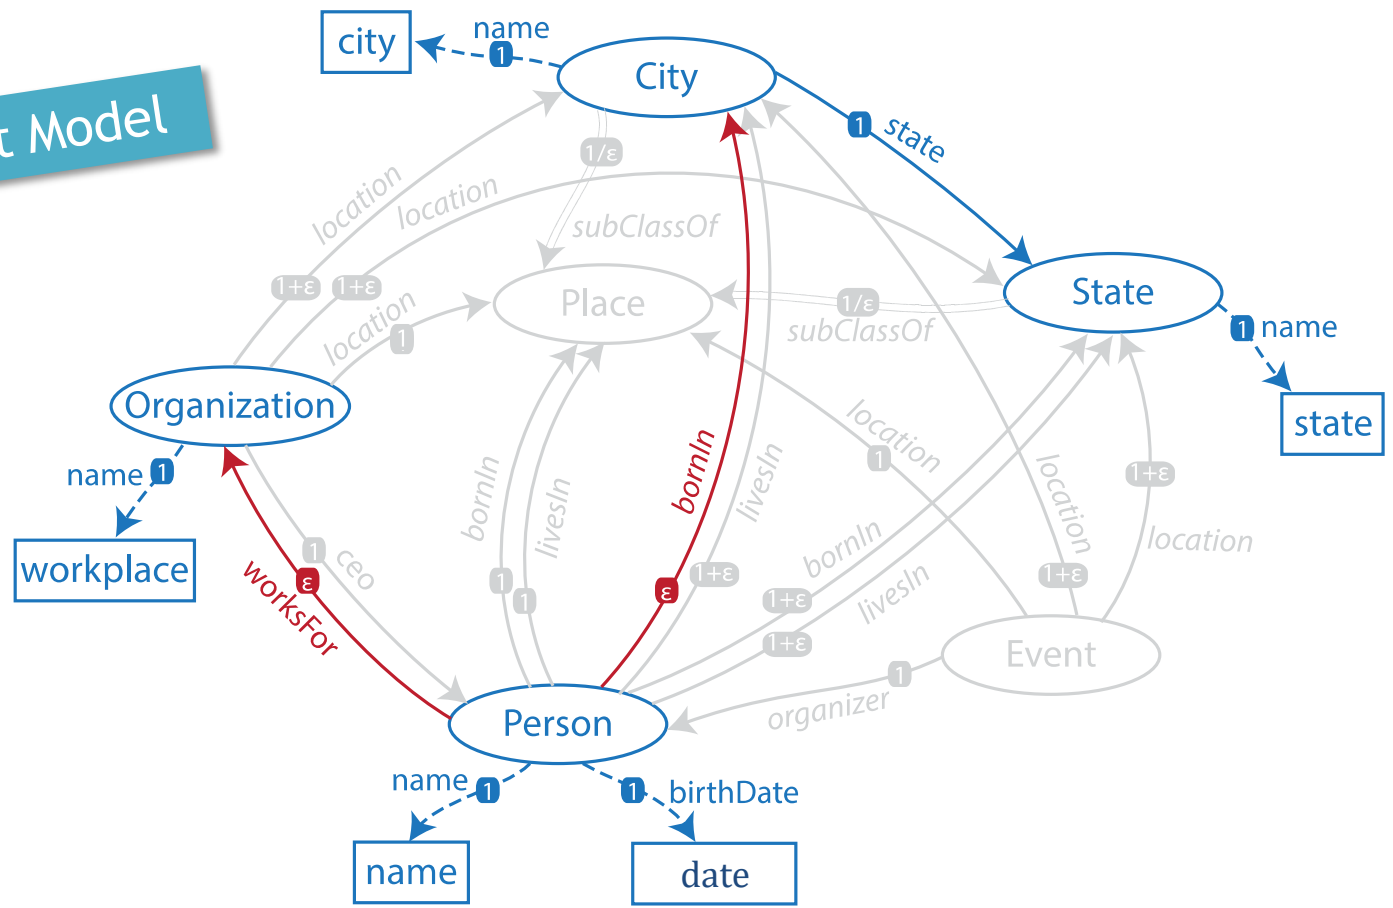 name
city
1
City
t Model
1
state
1/ε
location
location
subClassOf
1+ε
1+ε
Place
1/ε
State
location
1
subClassOf
1
name
Organization
location
1
state
name
1
bornIn
livesIn
bornIn
livesIn
location
1+ε
location
workplace
1
ceo
bornIn
worksFor
ε
1
1
ε
1+ε
1+ε
livesIn
1+ε
1+ε
Event
1
organizer
Person
name
1
1
birthDate
name
date